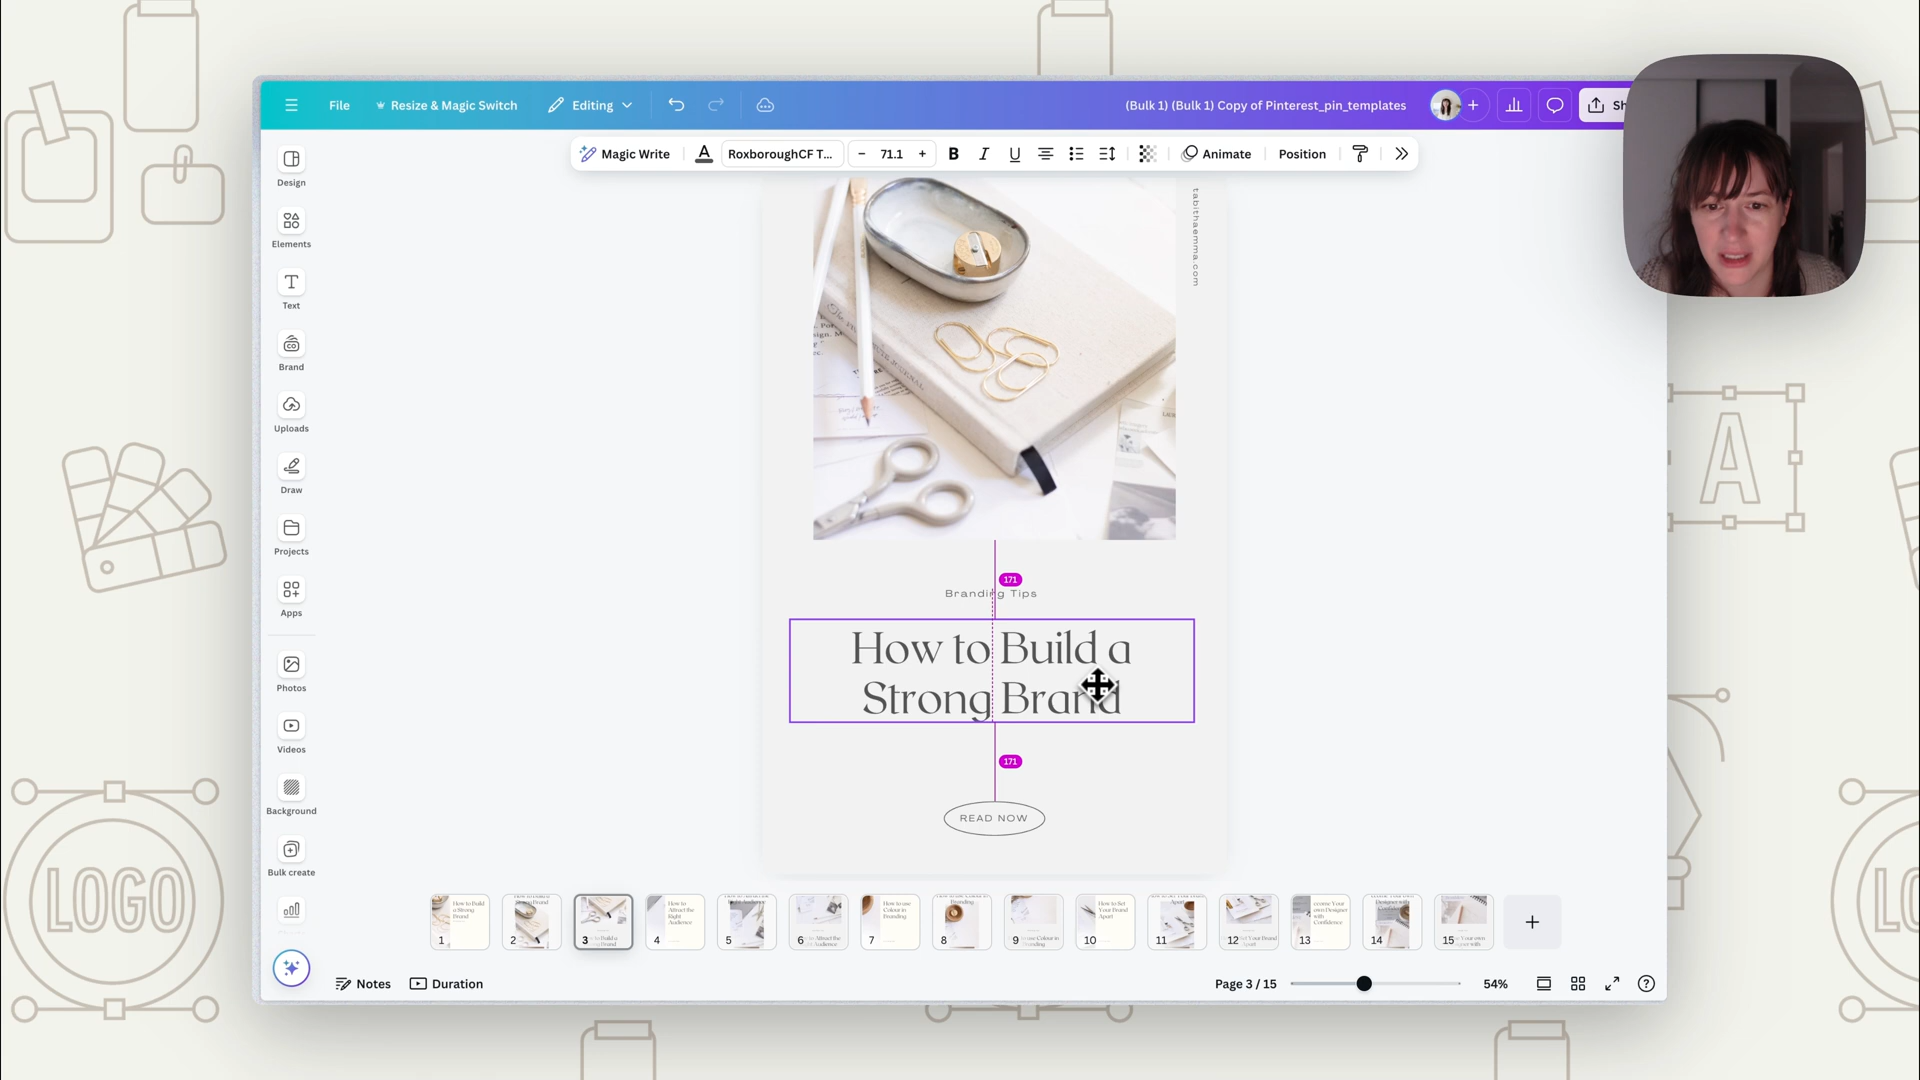 File
Resize & Magic Switch
Editing
(Bulk 1) (Bulk 1) Copy of Pinterest_pin_templates
Sh
Magic Write
A
RoxboroughCF T...
− 71.1 +
B I U
Animate
Position
Design
Elements
Text
Brand
Uploads
Draw
Projects
Apps
Photos
Videos
Background
Bulk create
tabithaemma.com
171
Branding Tips
How to Build a
Strong Brand
171
READ NOW
1 2 3 4 5 6 7 8 9 10 11 12 13 14 15
Notes
Duration
Page 3 / 15
54%
LOGO
A